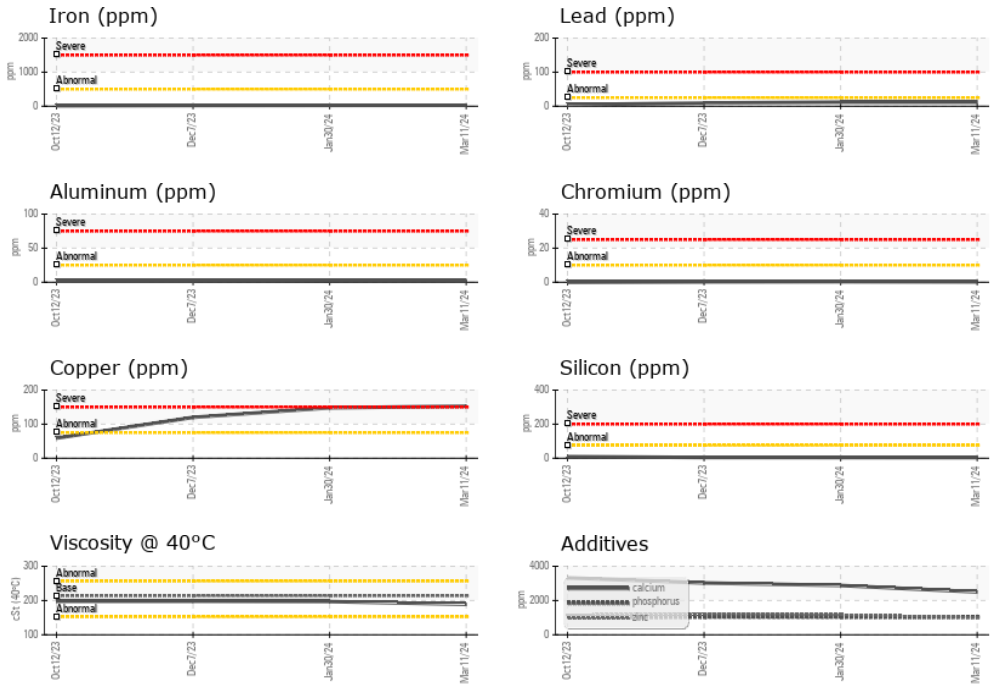 Iron (ppm)
2000
1000
0
ppm
Severe
Abnormal
Oct12/23
Dec7/23
Jan30/24
Mar11/24
Lead (ppm)
200
100
0
ppm
Severe
Abnormal
Oct12/23
Dec7/23
Jan30/24
Mar11/24
Aluminum (ppm)
100
50
0
ppm
Severe
Abnormal
Oct12/23
Dec7/23
Jan30/24
Mar11/24
Chromium (ppm)
40
20
0
ppm
Severe
Abnormal
Oct12/23
Dec7/23
Jan30/24
Mar11/24
Copper (ppm)
200
100
0
ppm
Severe
Abnormal
Oct12/23
Dec7/23
Jan30/24
Mar11/24
Silicon (ppm)
400
200
0
ppm
Severe
Abnormal
Oct12/23
Dec7/23
Jan30/24
Mar11/24
Viscosity @ 40°C
300
200
100
cSt (40°C)
Abnormal
Base
Abnormal
Oct12/23
Dec7/23
Jan30/24
Mar11/24
Additives
4000
2000
0
ppm
calcium
phosphorus
zinc
Oct12/23
Dec7/23
Jan30/24
Mar11/24